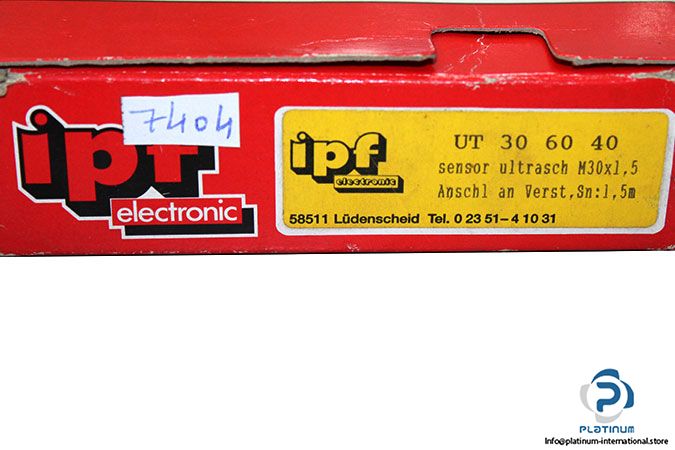 ipf
7404
electronic
ipf
electronic
UT 30 60 40
sensor ultrasch M30x1,5
Anschl an Verst,Sn:1,5m
58511 Lüdenscheid Tel. 0 23 51-4 10 31
PLATINUM
Info@platinum-international.store